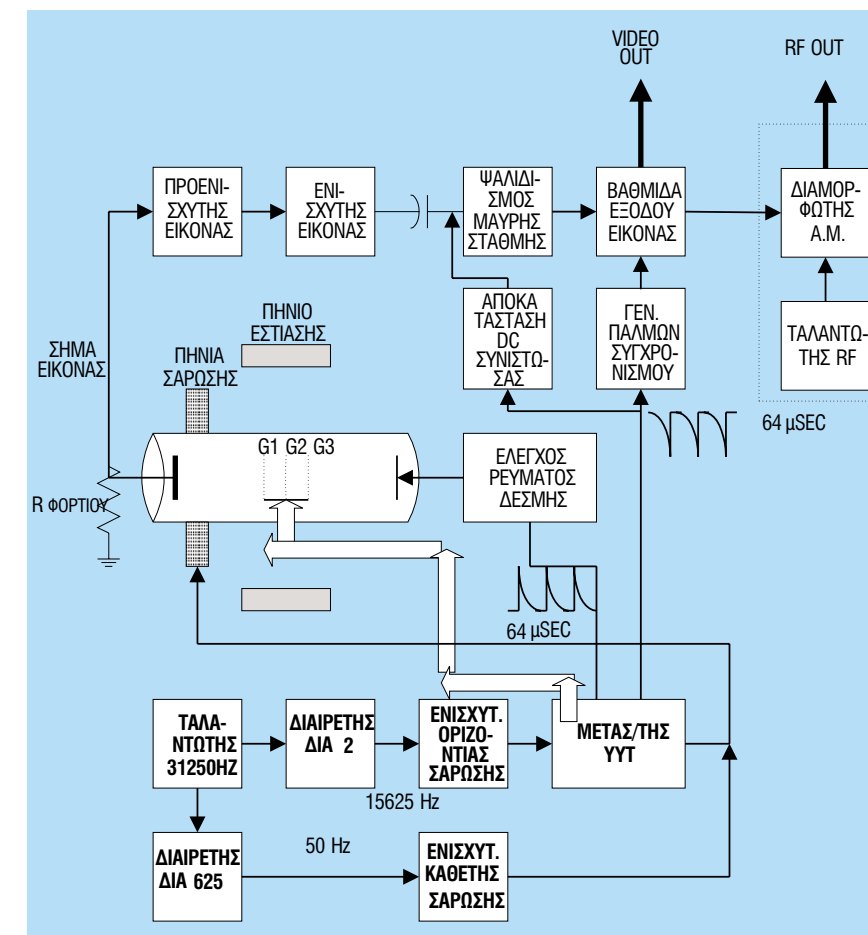 VIDEO
OUT
RF OUT
ΠΡΟΕΝΙ-
ΣΧΥΤΗΣ
ΕΙΚΟΝΑΣ
ΕΝΙ-
ΣΧΥΤΗΣ
ΕΙΚΟΝΑΣ
ΨΑΛΙΔΙ-
ΣΜΟΣ
ΜΑΥΡΗΣ
ΣΤΑΘΜΗΣ
ΒΑΘΜΙΔΑ
ΕΞΟΔΟΥ
ΕΙΚΟΝΑΣ
ΔΙΑΜΟΡ-
ΦΩΤΗΣ
Α.Μ.
ΑΠΟΚΑ
ΤΑΣΤΑΣΗ
DC
ΣΥΝΙΣΤΩ-
ΣΑΣ
ΓΕΝ.
ΠΑΛΜΩΝ
ΣΥΓΧΡΟ-
ΝΙΣΜΟΥ
ΤΑΛΑΝΤΩ-
ΤΗΣ RF
ΣΗΜΑ
ΕΙΚΟΝΑΣ
ΠΗΝΙΑ
ΣΑΡΩΣΗΣ
ΠΗΝΙΟ
ΕΣΤΙΑΣΗΣ
64 μSEC
G1 G2 G3
R ΦΟΡΤΙΟΥ
ΕΛΕΓΧΟΣ
ΡΕΥΜΑΤΟΣ
ΔΕΣΜΗΣ
64 μSEC
ΤΑΛΑ-
ΝΤΩΤΗΣ
31250HZ
ΔΙΑΙΡΕΤΗΣ
ΔΙΑ 2
ΕΝΙΣΧΥΤ.
ΟΡΙΖΟ-
ΝΤΙΑΣ
ΣΑΡΩΣΗΣ
ΜΕΤΑΣ/ΤΗΣ
ΥΥΤ
15625 Hz
ΔΙΑΙΡΕΤΗΣ
ΔΙΑ 625
50 Hz
ΕΝΙΣΧΥΤ.
ΚΑΘΕΤΗΣ
ΣΑΡΩΣΗΣ